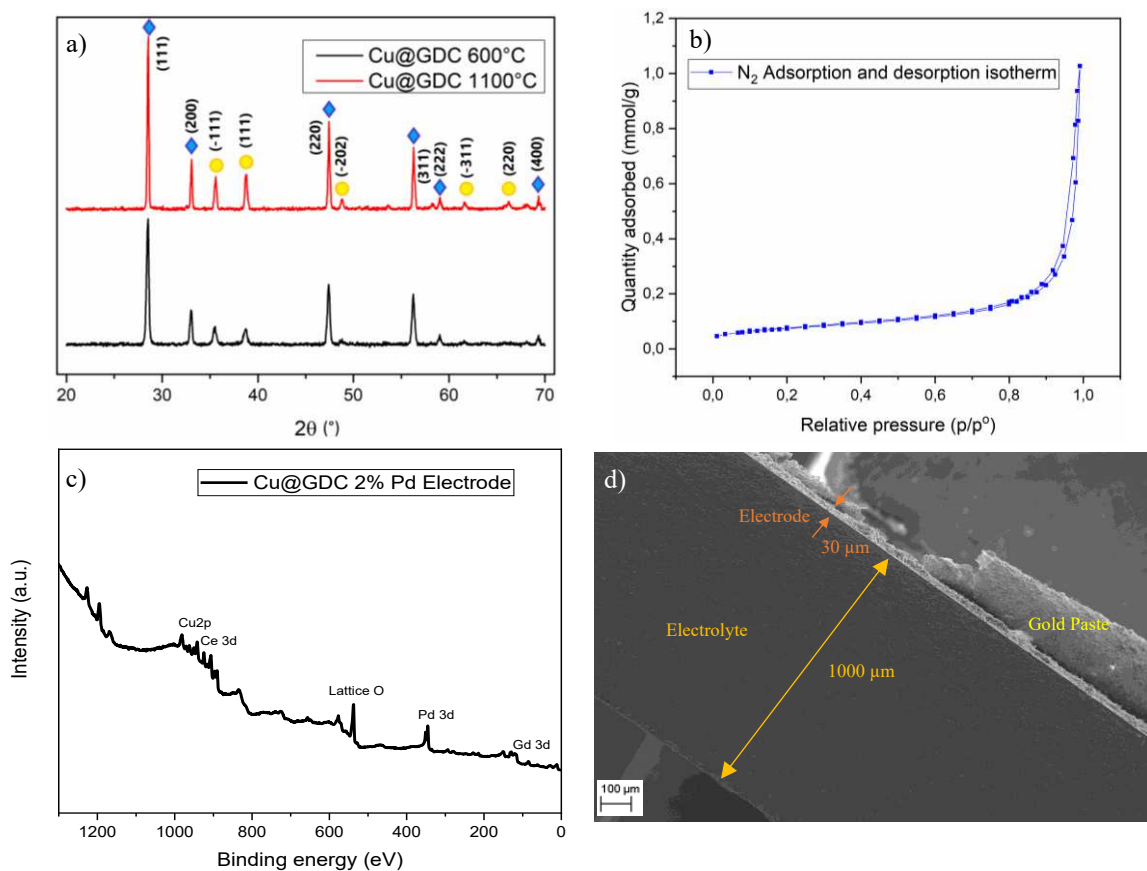 a)
Cu@GDC 600°C
Cu@GDC 1100°C
(111)
(200)
(-111)
(111)
(220)
(-202)
(311)
(222)
(-311)
(220)
(400)
20 30 40 50 60 70
2θ (°)
b)
N2 Adsorption and desorption isotherm
Quantity adsorbed (mmol/g)
1,0
0,8
0,6
0,4
0,2
0,0
0,0 0,2 0,4 0,6 0,8 1,0
Relative pressure (p/p°)
c)
Cu@GDC 2% Pd Electrode
Intensity (a.u.)
Cu2p
Ce 3d
Lattice O
Pd 3d
Gd 3d
1200 1000 800 600 400 200 0
Binding energy (eV)
d)
Electrode
30 µm
Electrolyte
Gold Paste
1000 µm
100 µm